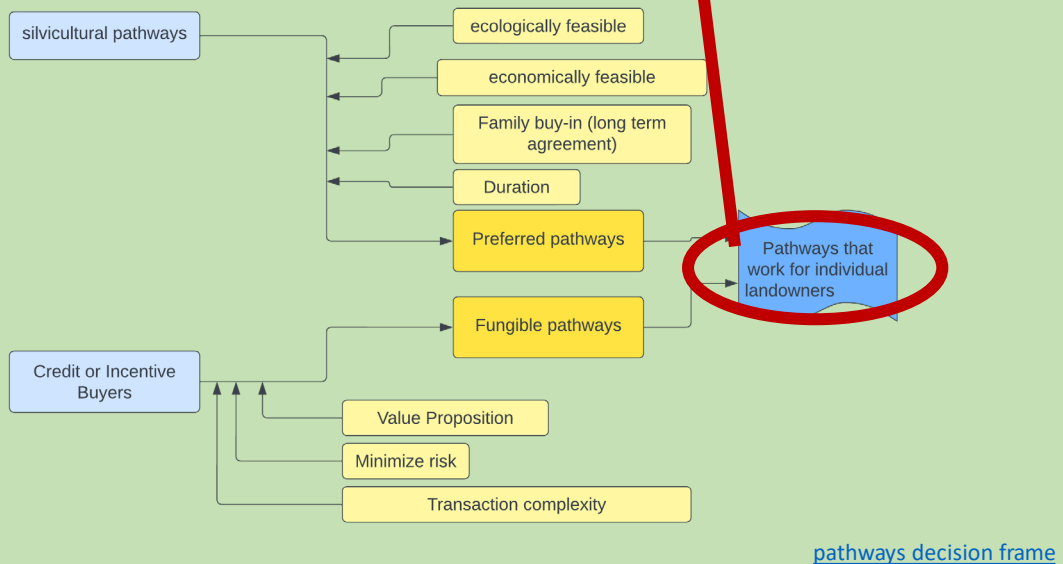 silvicultural pathways
ecologically feasible
economically feasible
Family buy-in (long term
agreement)
Duration
Preferred pathways
Pathways that
work for individual
landowners
Fungible pathways
Credit or Incentive
Buyers
Value Proposition
Minimize risk
Transaction complexity
pathways decision frame